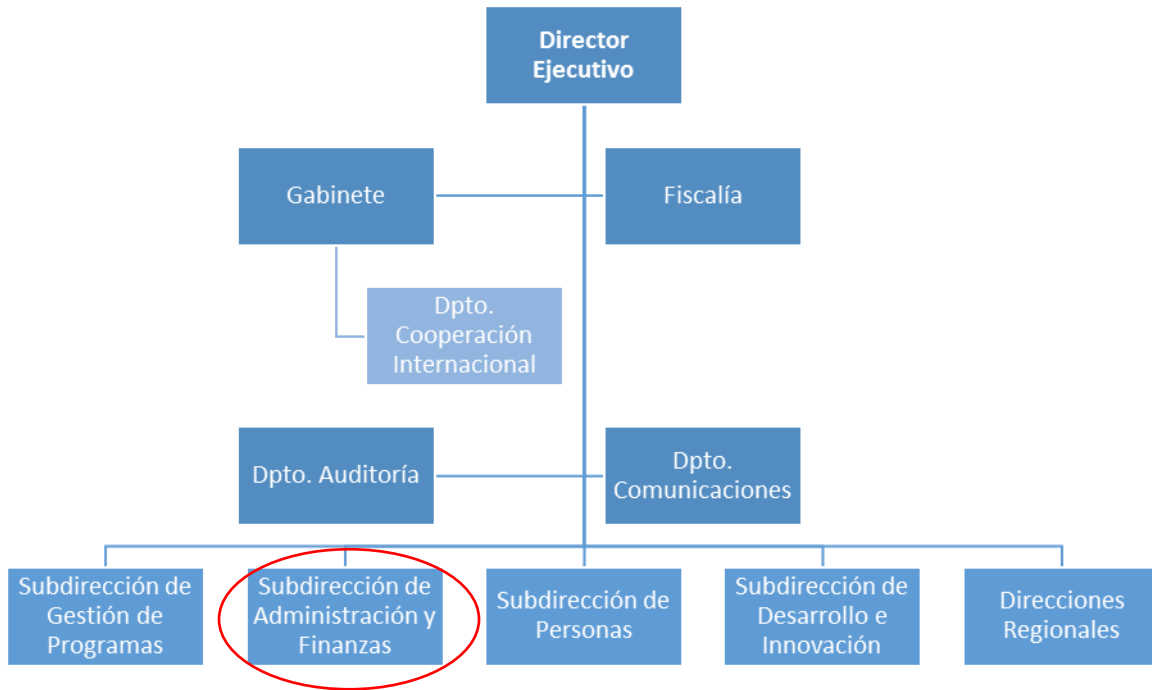 Director
Ejecutivo
Gabinete
Fiscalía
Dpto.
Cooperación
Internacional
Dpto. Auditoría
Dpto.
Comunicaciones
Subdirección de
Gestión de
Programas
Subdirección de
Administración y
Finanzas
Subdirección de
Personas
Subdirección de
Desarrollo e
Innovación
Direcciones
Regionales